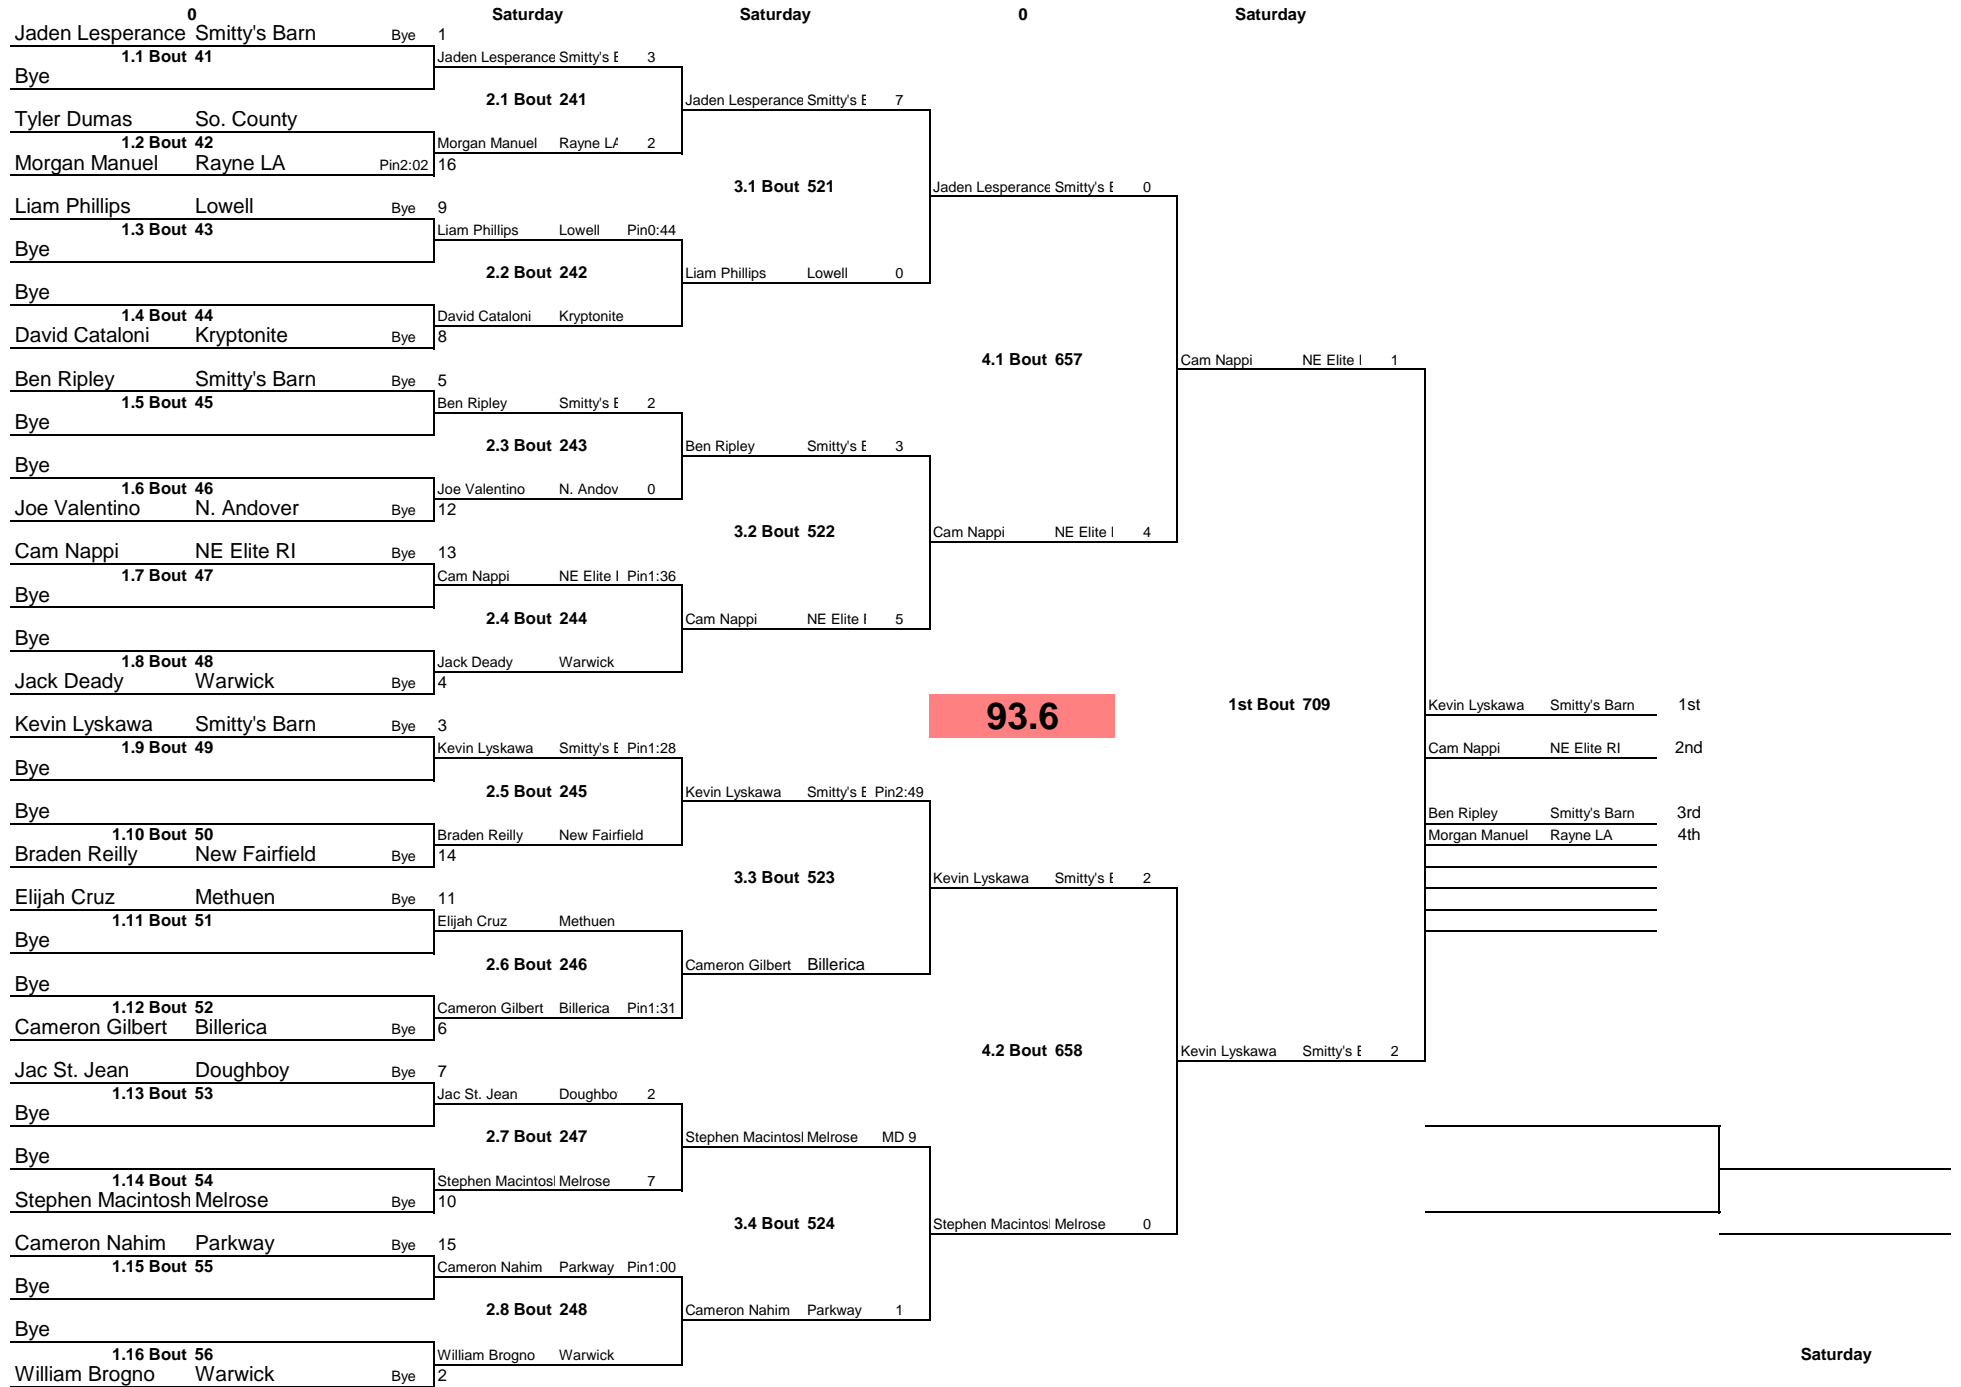 0 Saturday Saturday 0 Saturday
Jaden Lesperance Smitty's Barn Bye 1
1.1 Bout 41 Jaden Lesperance Smitty's E 3
Bye
2.1 Bout 241 Jaden Lesperance Smitty's E 7
Tyler Dumas So. County
1.2 Bout 42 Morgan Manuel Rayne LA 2
Morgan Manuel Rayne LA Pin2:02 16
3.1 Bout 521 Jaden Lesperance Smitty's E 0
Liam Phillips Lowell Bye 9
1.3 Bout 43 Liam Phillips Lowell Pin0:44
Bye
2.2 Bout 242 Liam Phillips Lowell 0
Bye
1.4 Bout 44 David Cataloni Kryptonite
David Cataloni Kryptonite Bye 8
4.1 Bout 657 Cam Nappi NE Elite I 1
Ben Ripley Smitty's Barn Bye 5
1.5 Bout 45 Ben Ripley Smitty's E 2
Bye
2.3 Bout 243 Ben Ripley Smitty's E 3
Bye
1.6 Bout 46 Joe Valentino N. Andov 0
Joe Valentino N. Andover Bye 12
3.2 Bout 522 Cam Nappi NE Elite I 4
Cam Nappi NE Elite RI Bye 13
1.7 Bout 47 Cam Nappi NE Elite I Pin1:36
Bye
2.4 Bout 244 Cam Nappi NE Elite I 5
Bye
1.8 Bout 48 Jack Deady Warwick
Jack Deady Warwick Bye 4
93.6 1st Bout 709 Kevin Lyskawa Smitty's Barn 1st
Kevin Lyskawa Smitty's Barn Bye 3
1.9 Bout 49 Kevin Lyskawa Smitty's E Pin1:28 Cam Nappi NE Elite RI 2nd
Bye
2.5 Bout 245 Kevin Lyskawa Smitty's E Pin2:49
Bye Ben Ripley Smitty's Barn 3rd
1.10 Bout 50 Braden Reilly New Fairfield Morgan Manuel Rayne LA 4th
Braden Reilly New Fairfield Bye 14
3.3 Bout 523 Kevin Lyskawa Smitty's E 2
Elijah Cruz Methuen Bye 11
1.11 Bout 51 Elijah Cruz Methuen
Bye
2.6 Bout 246 Cameron Gilbert Billerica
Bye
1.12 Bout 52 Cameron Gilbert Billerica Pin1:31
Cameron Gilbert Billerica Bye 6
4.2 Bout 658 Kevin Lyskawa Smitty's E 2
Jac St. Jean Doughboy Bye 7
1.13 Bout 53 Jac St. Jean Doughbo 2
Bye
2.7 Bout 247 Stephen Macintosl Melrose MD 9
Bye
1.14 Bout 54 Stephen Macintosl Melrose 7
Stephen Macintosh Melrose Bye 10
3.4 Bout 524 Stephen Macintosl Melrose 0
Cameron Nahim Parkway Bye 15
1.15 Bout 55 Cameron Nahim Parkway Pin1:00
Bye
2.8 Bout 248 Cameron Nahim Parkway 1
Bye
1.16 Bout 56 William Brogno Warwick Saturday
William Brogno Warwick Bye 2